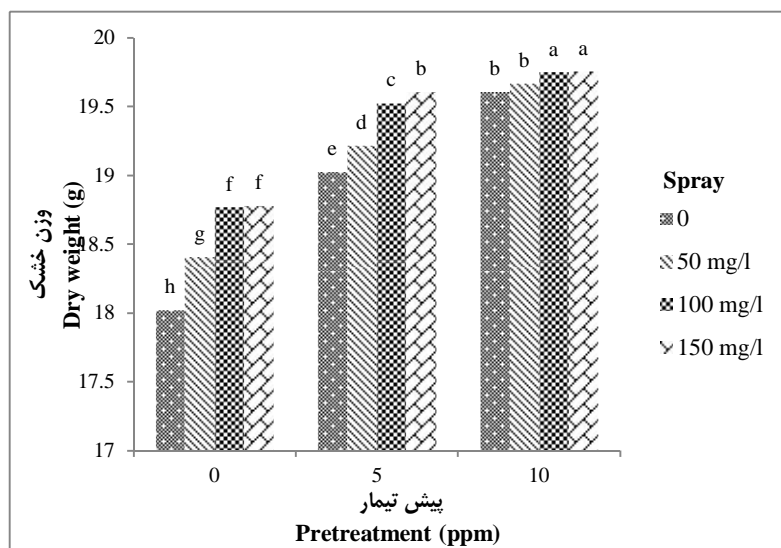 20
19.5
19
18.5
18
17.5
17
وزن خشک
Dry weight (g)
h
g
f
f
e
d
c
b
b
b
a
a
0
5
10
پیش تیمار
Pretreatment (ppm)
Spray
0
50 mg/l
100 mg/l
150 mg/l